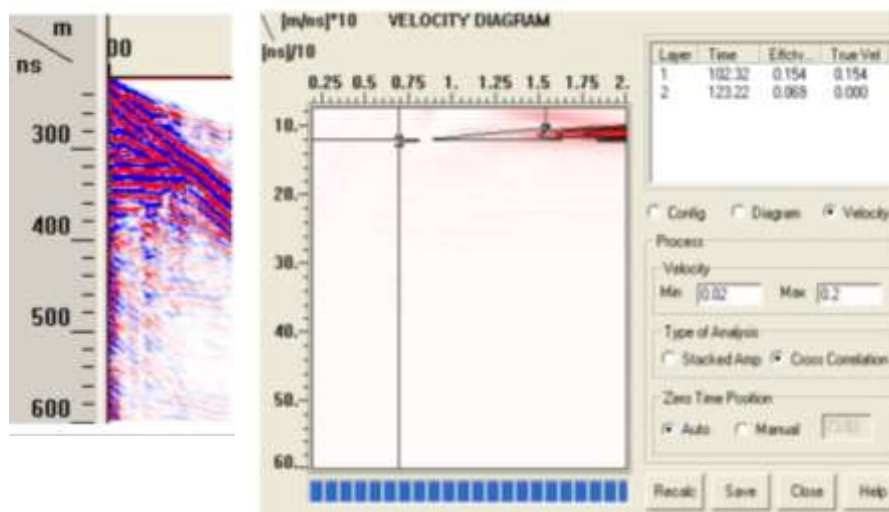 m
ns
00
300
400
500
600
[m/ns]*10 VELOCITY DIAGRAM
[ns]/10
0.25 0.5 0.75 1. 1.25 1.5 1.75 2.
10.
20.
30.
40.
50.
60.
Layer Time Efictv... True Vel
1 102.32 0.154 0.154
2 123.22 0.069 0.000
Config Diagram Velocity
Process
Velocity
Min 0.02 Max 0.2
Type of Analysis
Stacked Amp Cross Correlation
Zero Time Position
Auto Manual
Recalc Save Close Help